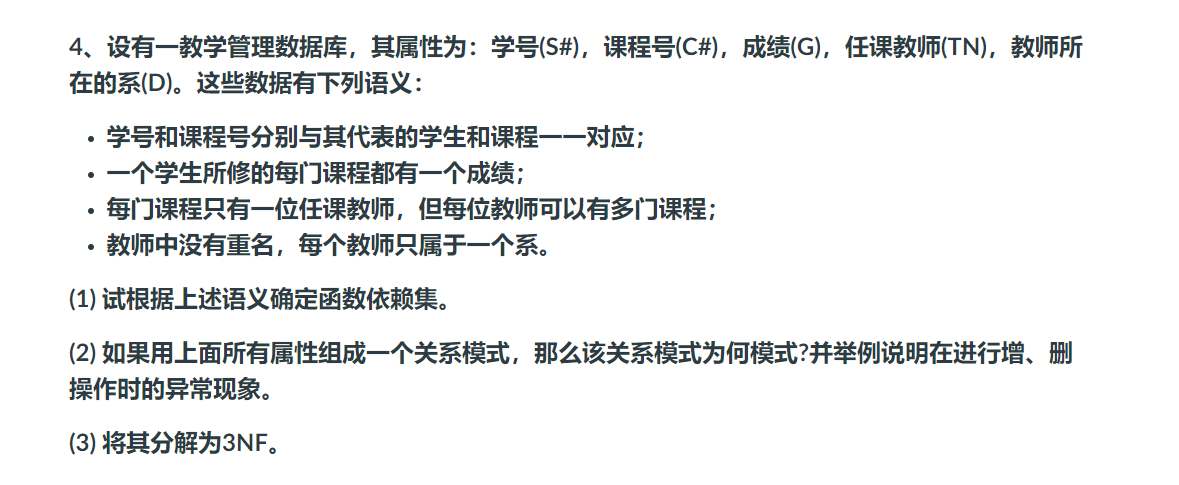 4、设有一教学管理数据库，其属性为：学号(S#)，课程号(C#)，成绩(G)，任课教师(TN)，教师所
在的系(D)。这些数据有下列语义：
• 学号和课程号分别与其代表的学生和课程一一对应；
• 一个学生所修的每门课程都有一个成绩；
• 每门课程只有一位任课教师，但每位教师可以有多门课程；
• 教师中没有重名，每个教师只属于一个系。
(1) 试根据上述语义确定函数依赖集。
(2) 如果用上面所有属性组成一个关系模式，那么该关系模式为何模式?并举例说明在进行增、删
操作时的异常现象。
(3) 将其分解为3NF。